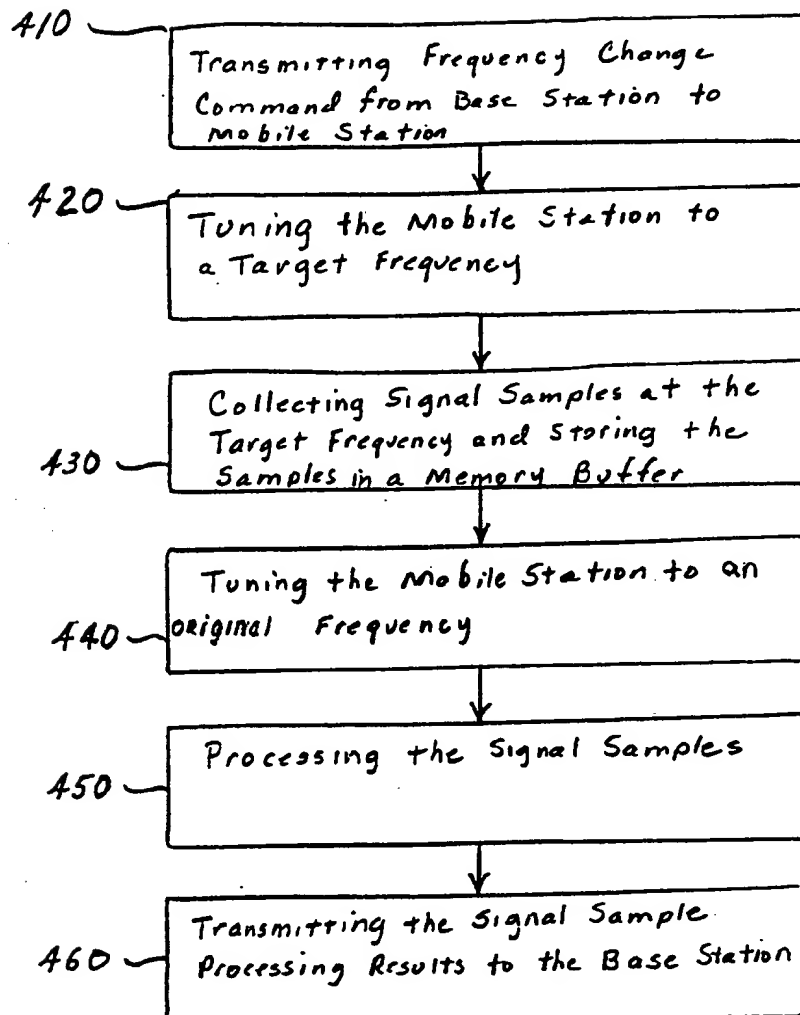 410
Transmitting Frequency Change
Command from Base Station to
Mobile Station
420
Tuning the Mobile Station to
a Target Frequency
430
Collecting Signal Samples at the
Target Frequency and Storing the
Samples in a Memory Buffer
440
Tuning the Mobile Station to an
original Frequency
450
Processing the Signal Samples
460
Transmitting the Signal Sample
Processing Results to the Base Station